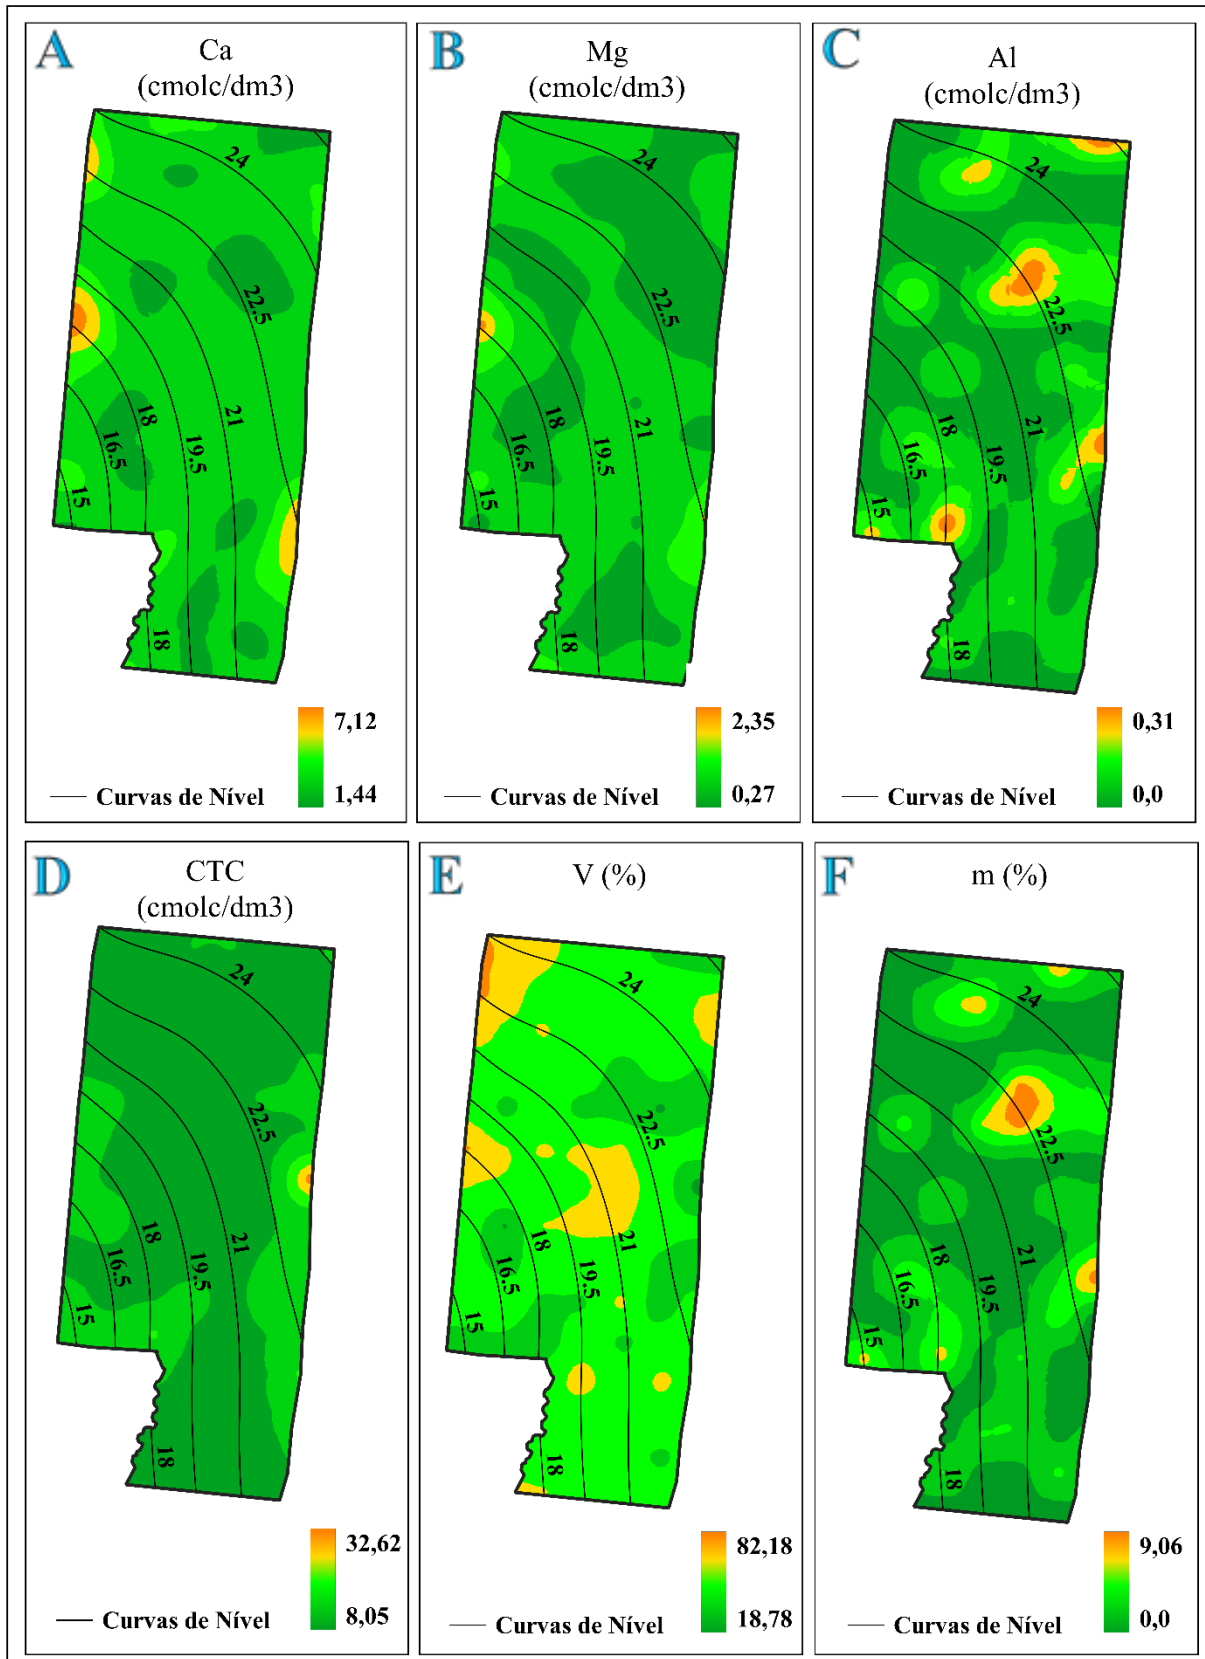 A
Ca
(cmolc/dm3)
24
22.5
21
19.5
18
16.5
15
18
7,12
1,44
Curvas de Nível
B
Mg
(cmolc/dm3)
24
22.5
21
19.5
18
16.5
15
18
2,35
0,27
Curvas de Nível
C
Al
(cmolc/dm3)
24
22.5
21
19.5
18
16.5
15
18
0,31
0,0
Curvas de Nível
D
CTC
(cmolc/dm3)
24
22.5
21
19.5
18
16.5
15
18
32,62
8,05
Curvas de Nível
E
V (%)
24
22.5
21
19.5
18
16.5
15
18
82,18
18,78
Curvas de Nível
F
m (%)
24
22.5
21
19.5
18
16.5
15
18
9,06
0,0
Curvas de Nível